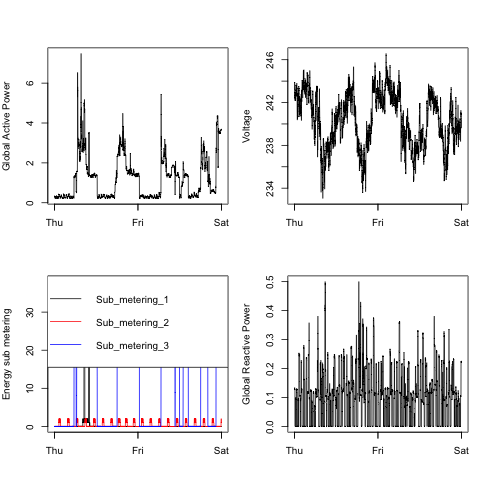 Global Active Power
0 2 4 6
Thu Fri Sat
Voltage
234 238 242 246
Thu Fri Sat
Energy sub metering
0 10 20 30
Sub_metering_1
Sub_metering_2
Sub_metering_3
Thu Fri Sat
Global Reactive Power
0.0 0.1 0.2 0.3 0.4 0.5
Thu Fri Sat